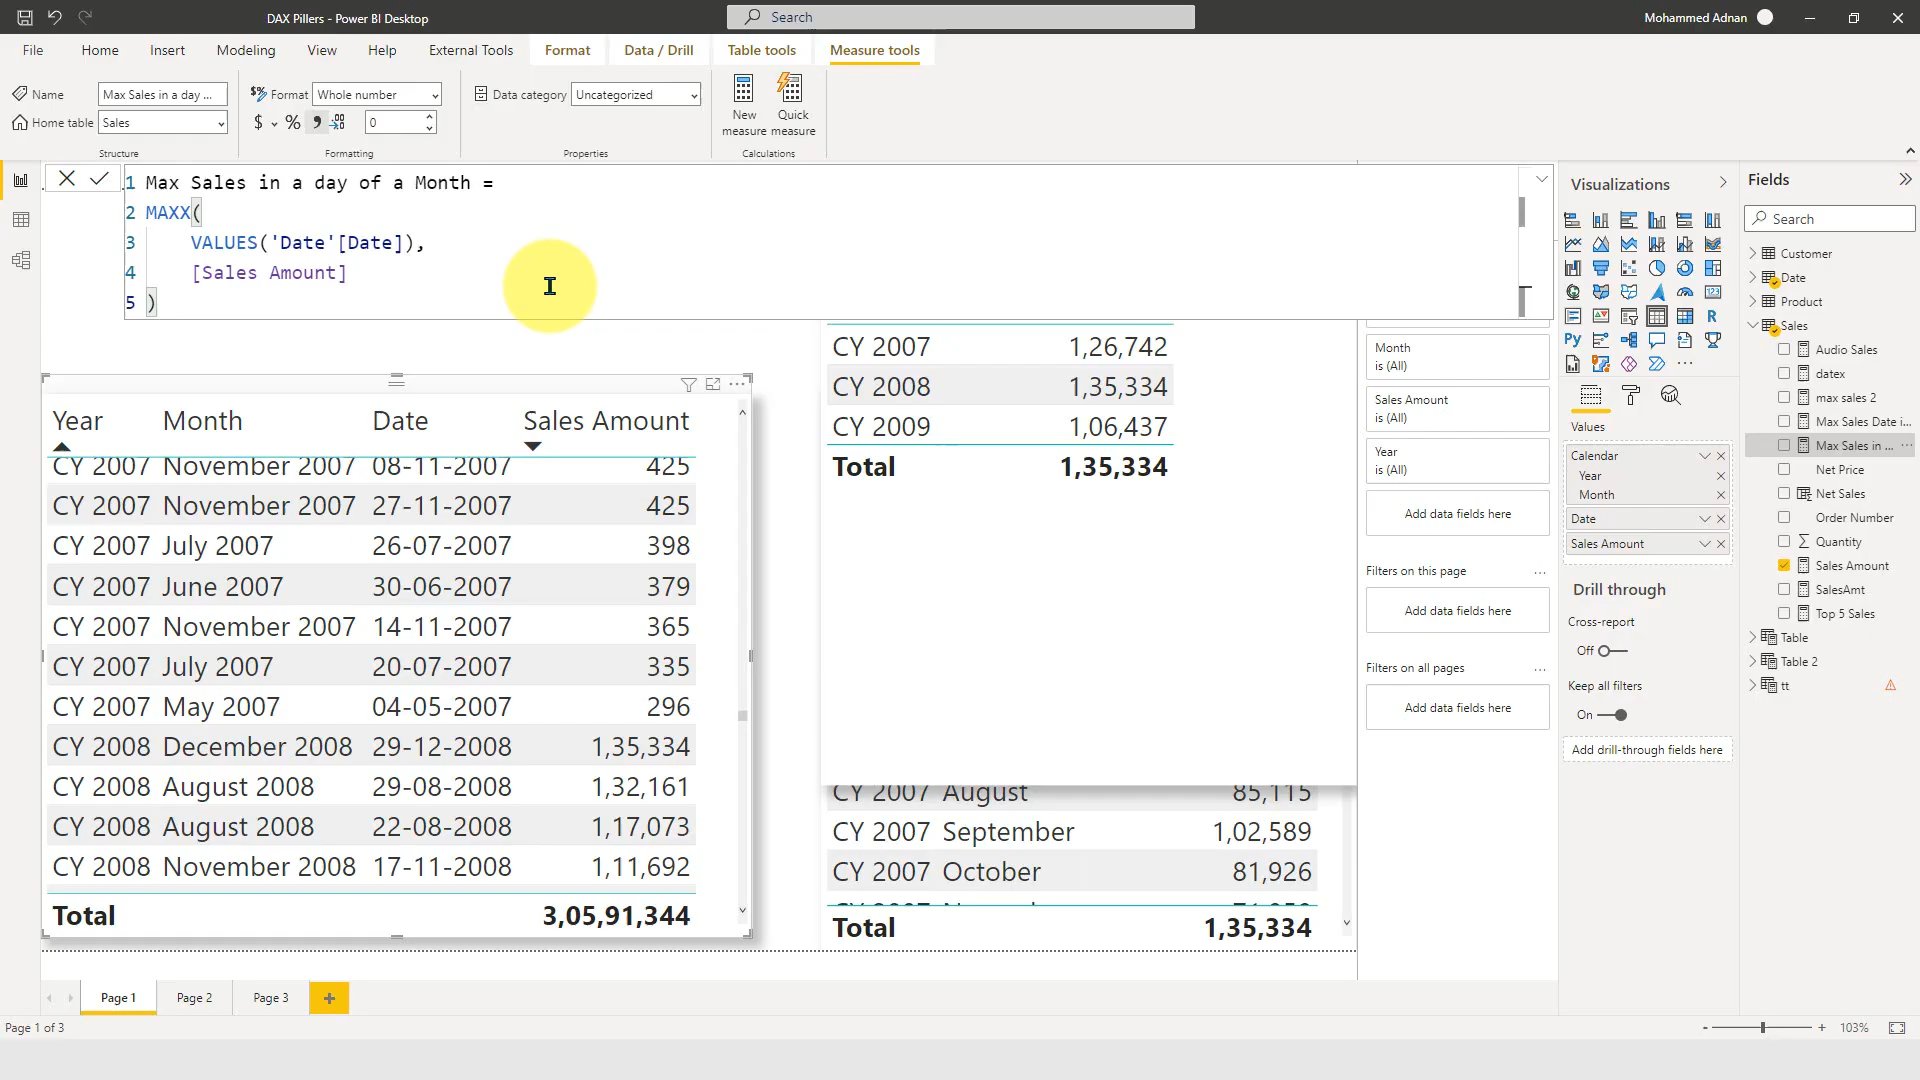 DAX Pillers - Power BI Desktop
Search
Mohammed Adnan
File
Home
Insert
Modeling
View
Help
External Tools
Format
Data / Drill
Table tools
Measure tools
Name
Max Sales in a day ...
Home table
Sales
Structure
Format
Whole number
$ %
0
Formatting
Data category
Uncategorized
Properties
New measure
Quick measure
Calculations
1 Max Sales in a day of a Month =
2 MAXX(
3 VALUES('Date'[Date]),
4 [Sales Amount]
5 )
Year Month Date Sales Amount
CY 2007 November 2007 08-11-2007 425
CY 2007 November 2007 27-11-2007 425
CY 2007 July 2007 26-07-2007 398
CY 2007 June 2007 30-06-2007 379
CY 2007 November 2007 14-11-2007 365
CY 2007 July 2007 20-07-2007 335
CY 2007 May 2007 04-05-2007 296
CY 2008 December 2008 29-12-2008 1,35,334
CY 2008 August 2008 29-08-2008 1,32,161
CY 2008 August 2008 22-08-2008 1,17,073
CY 2008 November 2008 17-11-2008 1,11,692
Total 3,05,91,344
CY 2007 1,26,742
CY 2008 1,35,334
CY 2009 1,06,437
Total 1,35,334
CY 2007 August 85,115
CY 2007 September 1,02,589
CY 2007 October 81,926
Total 1,35,334
Month
is (All)
Sales Amount
is (All)
Year
is (All)
Add data fields here
Filters on this page
...
Add data fields here
Filters on all pages
...
Add data fields here
Visualizations
R
Py
123
...
Values
Calendar
Year
Month
Date
Sales Amount
Drill through
Cross-report
Off
Keep all filters
On
Add drill-through fields here
Fields
Search
Customer
Date
Product
Sales
Audio Sales
datex
max sales 2
Max Sales Date i...
Max Sales in ... ...
Net Price
Net Sales
Order Number
Quantity
Sales Amount
SalesAmt
Top 5 Sales
Table
Table 2
tt
Page 1
Page 2
Page 3
+
Page 1 of 3
- + 103%